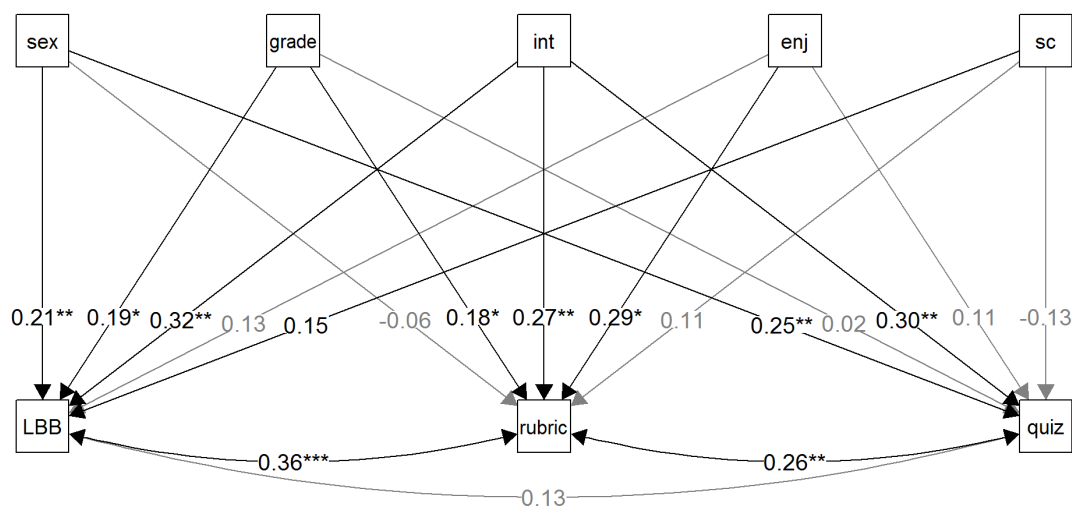 sex grade int enj sc
0.21** 0.19* 0.32** 0.13 0.15 -0.06 0.18* 0.27** 0.29* 0.11 0.25** 0.02 0.30** 0.11 -0.13
LBB rubric quiz
0.36*** 0.26**
0.13